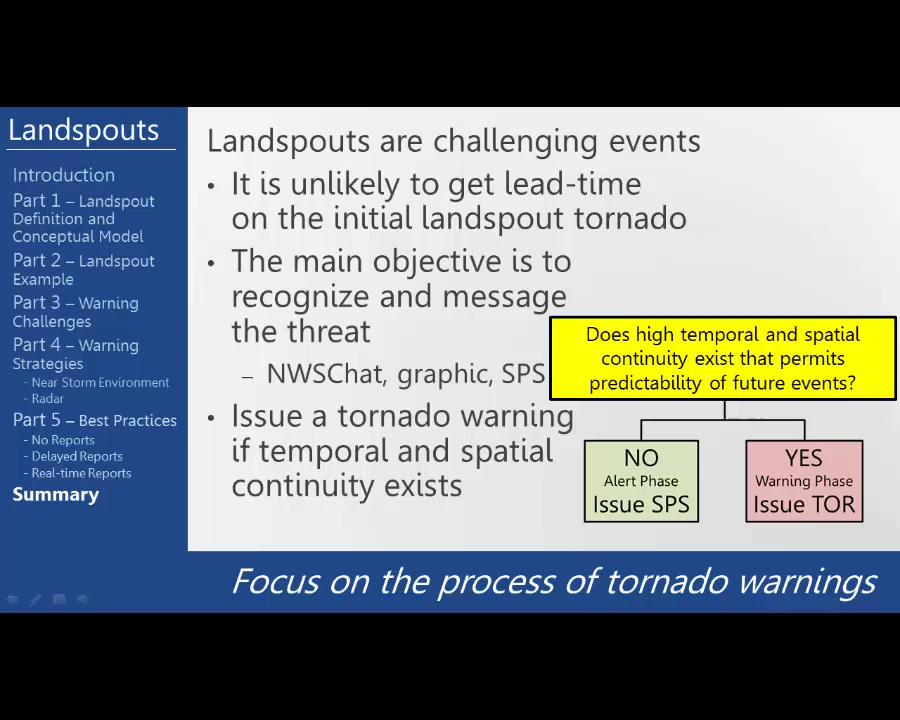 Landspouts
Introduction
Part 1 – Landspout
Definition and
Conceptual Model
Part 2 – Landspout
Example
Part 3 – Warning
Challenges
Part 4 – Warning
Strategies
- Near Storm Environment
- Radar
Part 5 – Best Practices
- No Reports
- Delayed Reports
- Real-time Reports
Summary
Landspouts are challenging events
• It is unlikely to get lead-time
on the initial landspout tornado
• The main objective is to
recognize and message
the threat
– NWSChat, graphic, SPS
• Issue a tornado warning
if temporal and spatial
continuity exists
Does high temporal and spatial
continuity exist that permits
predictability of future events?
NO
Alert Phase
Issue SPS
YES
Warning Phase
Issue TOR
Focus on the process of tornado warnings